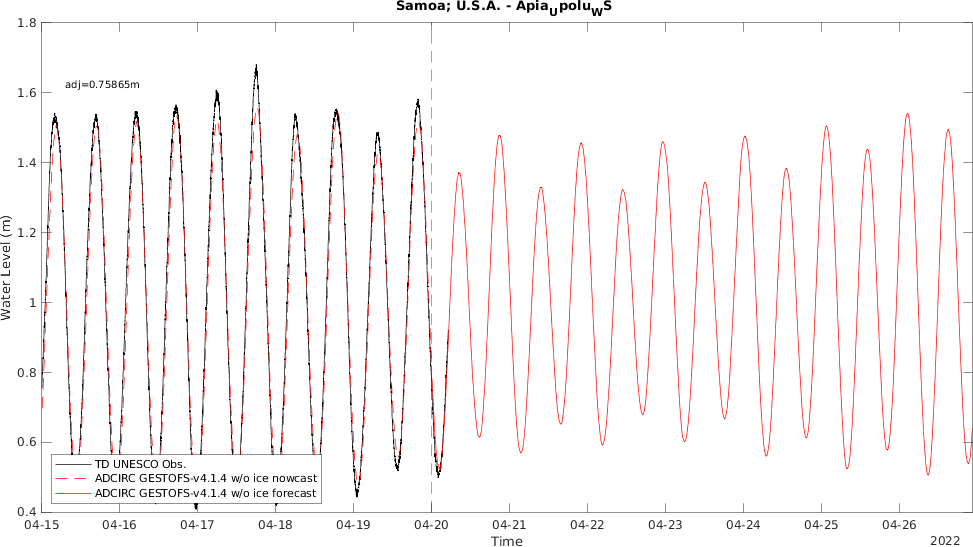 Samoa; U.S.A. - ApiaUpoluWS
1.8
1.6
1.4
1.2
1
0.8
0.6
0.4
Water Level (m)
adj=0.75865m
TD UNESCO Obs.
ADCIRC GESTOFS-v4.1.4 w/o ice nowcast
ADCIRC GESTOFS-v4.1.4 w/o ice forecast
04-15 04-16 04-17 04-18 04-19 04-20 04-21 04-22 04-23 04-24 04-25 04-26
Time
2022